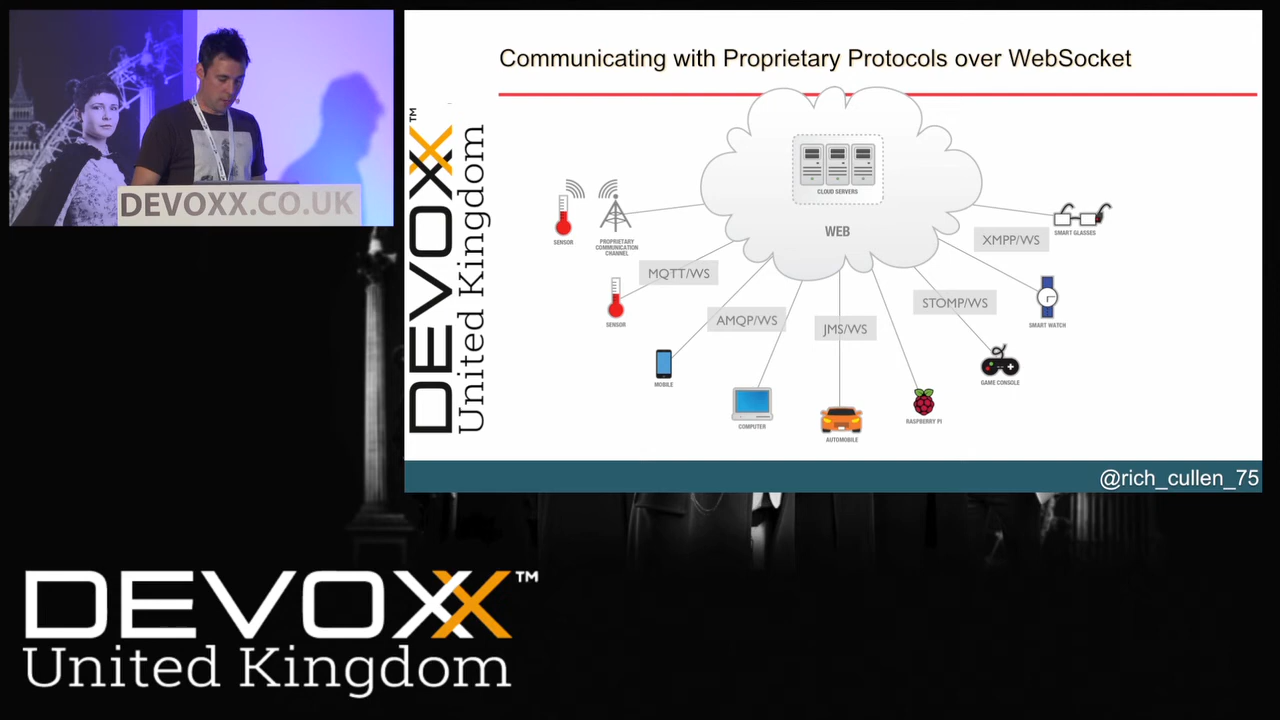 Communicating with Proprietary Protocols over WebSocket
DEVOXX™
United Kingdom
CLOUD SERVERS
WEB
SENSOR
PROPRIETARY
COMMUNICATION
CHANNEL
SMART GLASSES
XMPP/WS
MQTT/WS
SENSOR
AMQP/WS
JMS/WS
STOMP/WS
SMART WATCH
MOBILE
GAME CONSOLE
COMPUTER
AUTOMOBILE
RASPBERRY PI
@rich_cullen_75
DEVOXX.CO.UK
DEVOXX™
United Kingdom